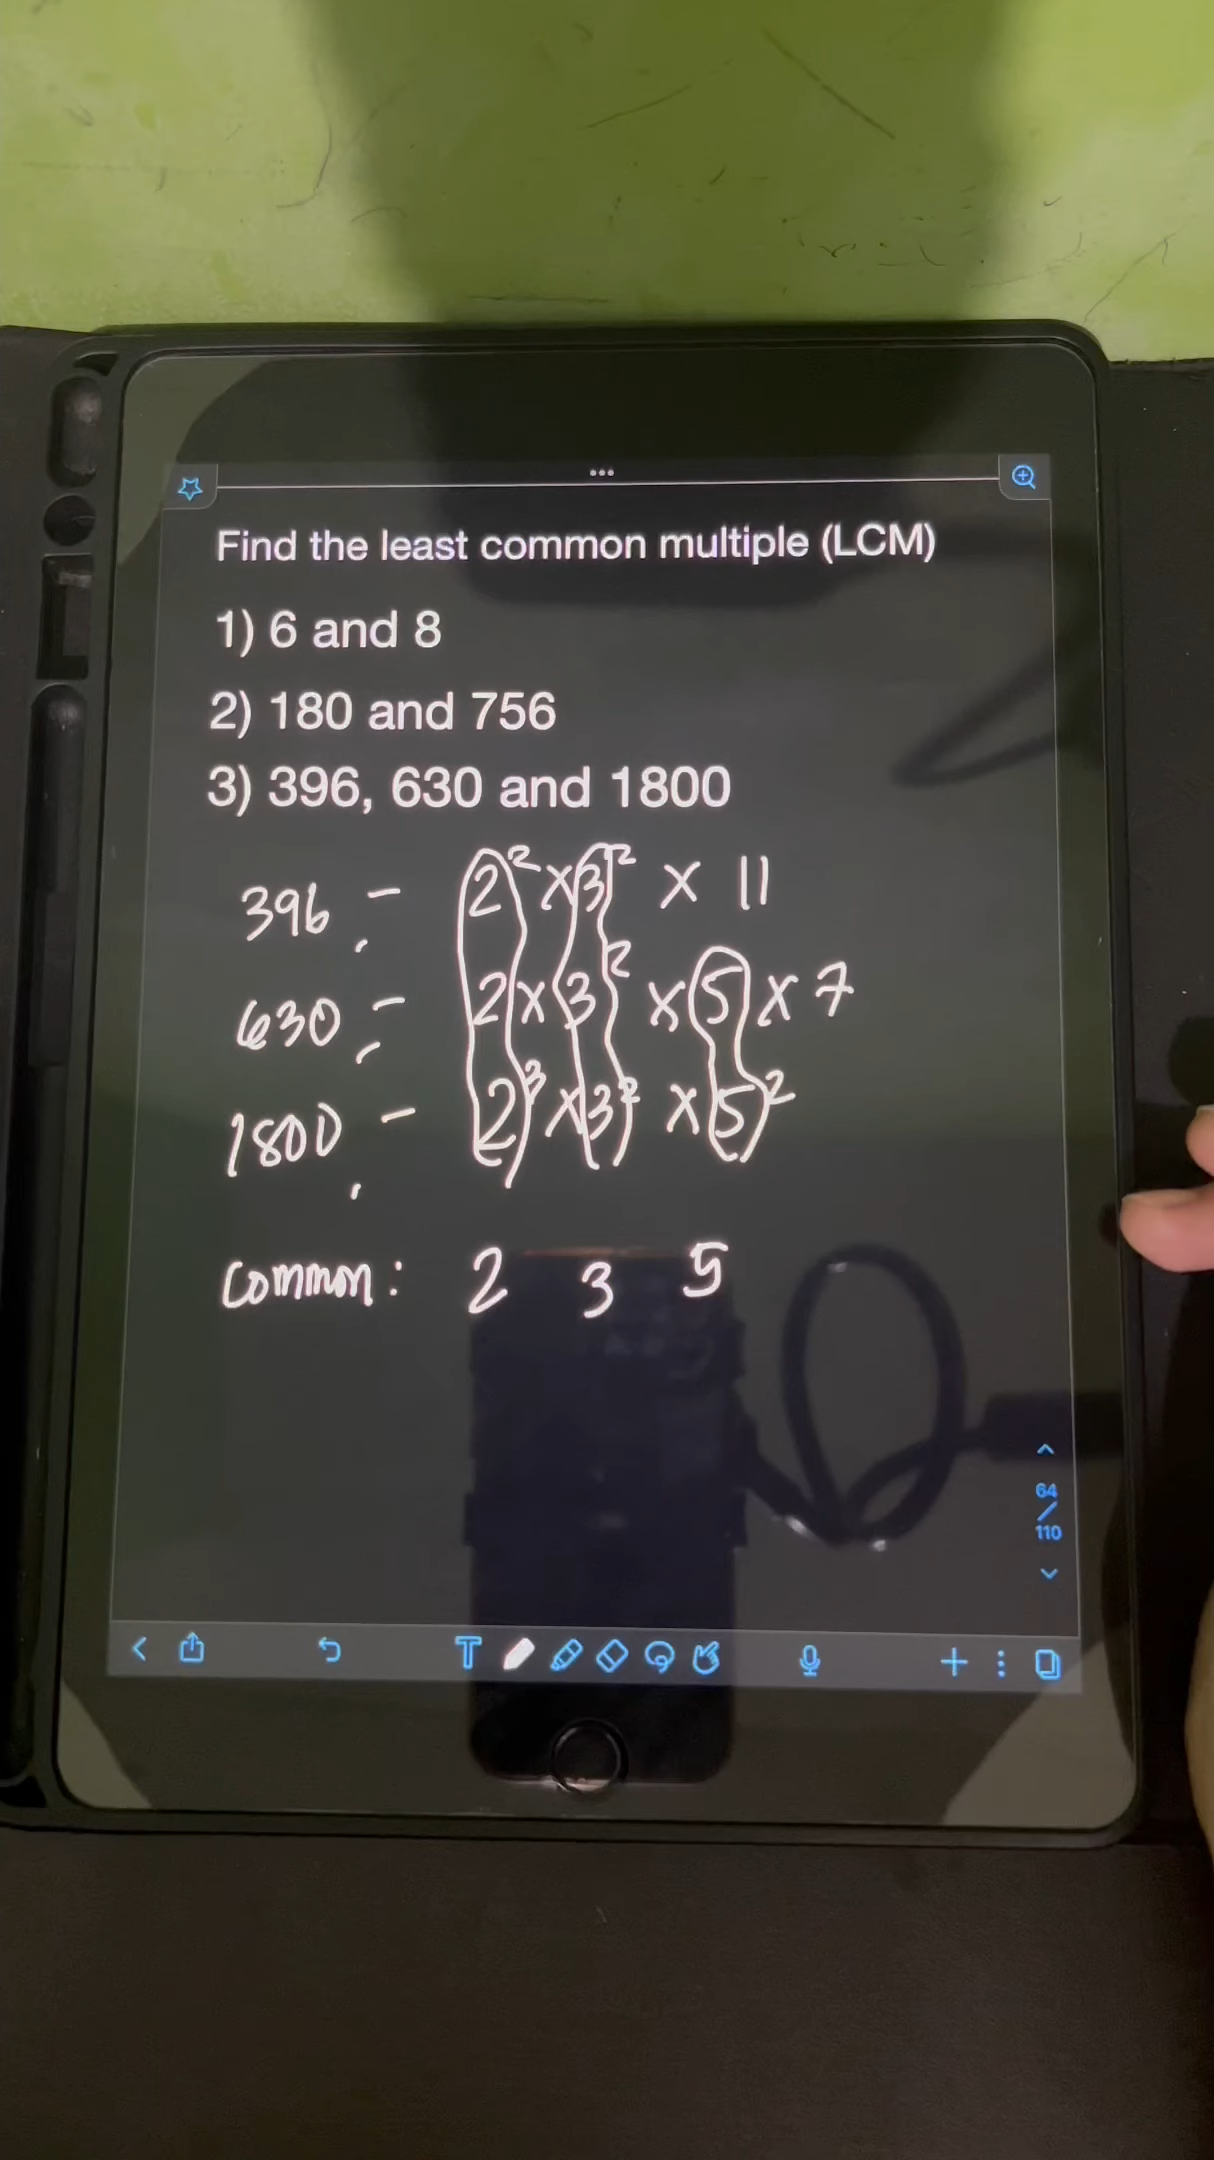 Find the least common multiple (LCM)
1) 6 and 8
2) 180 and 756
3) 396, 630 and 1800
396 : - 2² x 3² x 11
630 : - 2 x 3² x 5 x 7
1800 : - 2³ x 3² x 5²
Common : 2 3 5
64
/
110
T